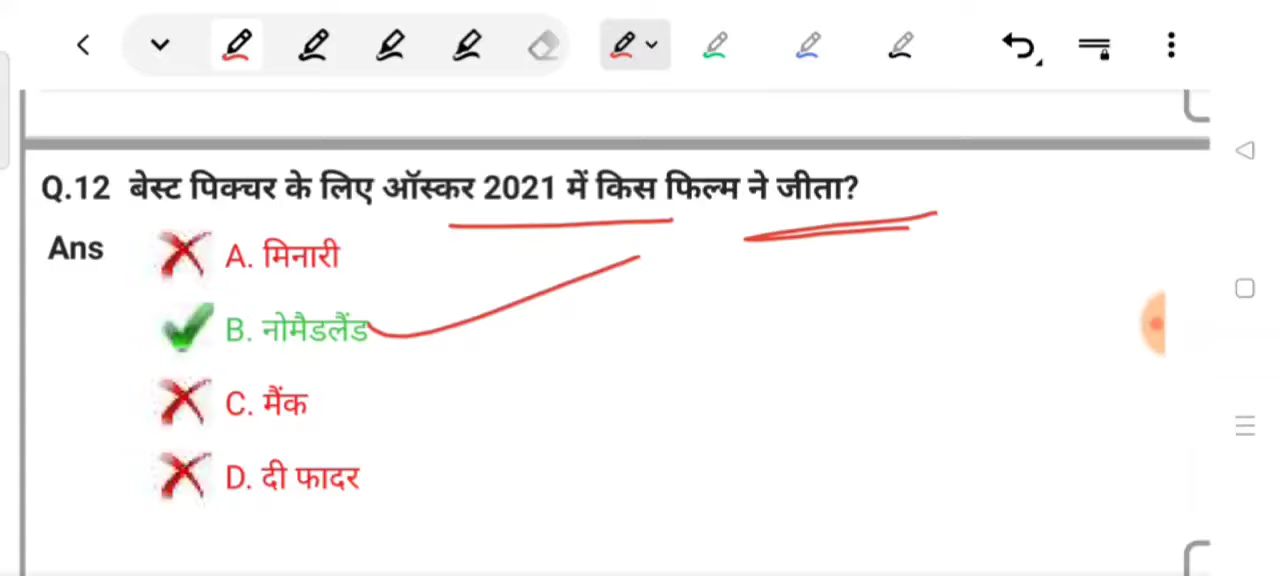 Q.12 बेस्ट पिक्चर के लिए ऑस्कर 2021 में किस फिल्म ने जीता?
Ans A. मिनारी
B. नोमैडलैंड
C. मैंक
D. दी फादर